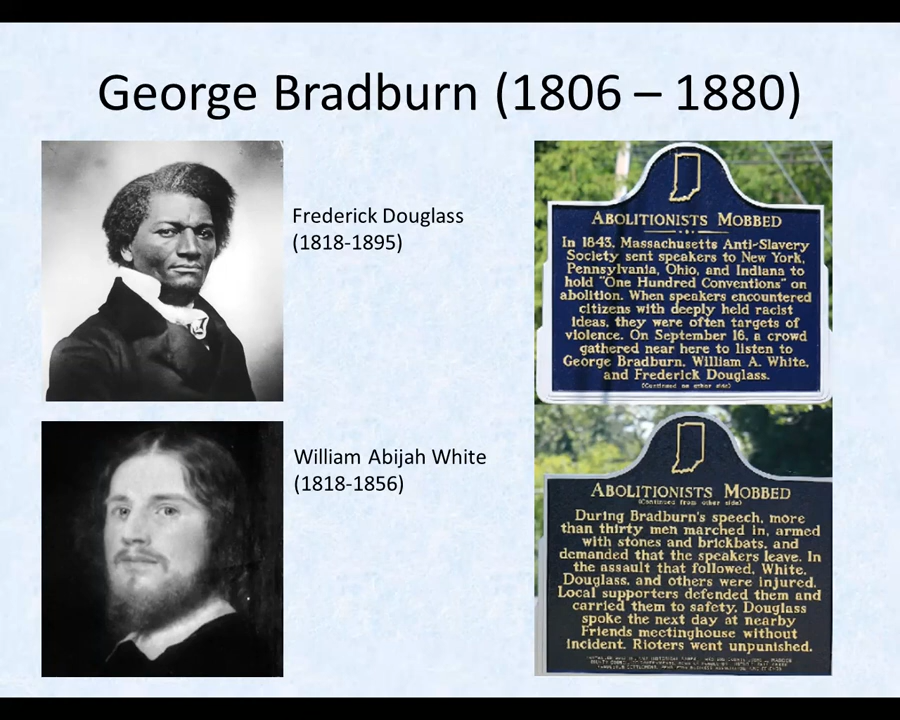 George Bradburn (1806 – 1880)
Frederick Douglass
(1818-1895)
William Abijah White
(1818-1856)
ABOLITIONISTS MOBBED
In 1843, Massachusetts Anti-Slavery
Society sent speakers to New York,
Pennsylvania, Ohio, and Indiana to
hold "One Hundred Conventions" on
abolition. When speakers encountered
citizens with deeply held racist
ideas, they were often targets of
violence. On September 16, a crowd
gathered near here to listen to
George Bradburn, William A. White,
and Frederick Douglass.
(Continued on other side)
ABOLITIONISTS MOBBED
(Continued from other side)
During Bradburn's speech, more
than thirty men marched in, armed
with stones and brickbats, and
demanded that the speakers leave. In
the assault that followed, White,
Douglass, and others were injured.
Local supporters defended them and
carried them to safety. Douglass
spoke the next day at nearby
Friends meetinghouse without
incident. Rioters went unpunished.